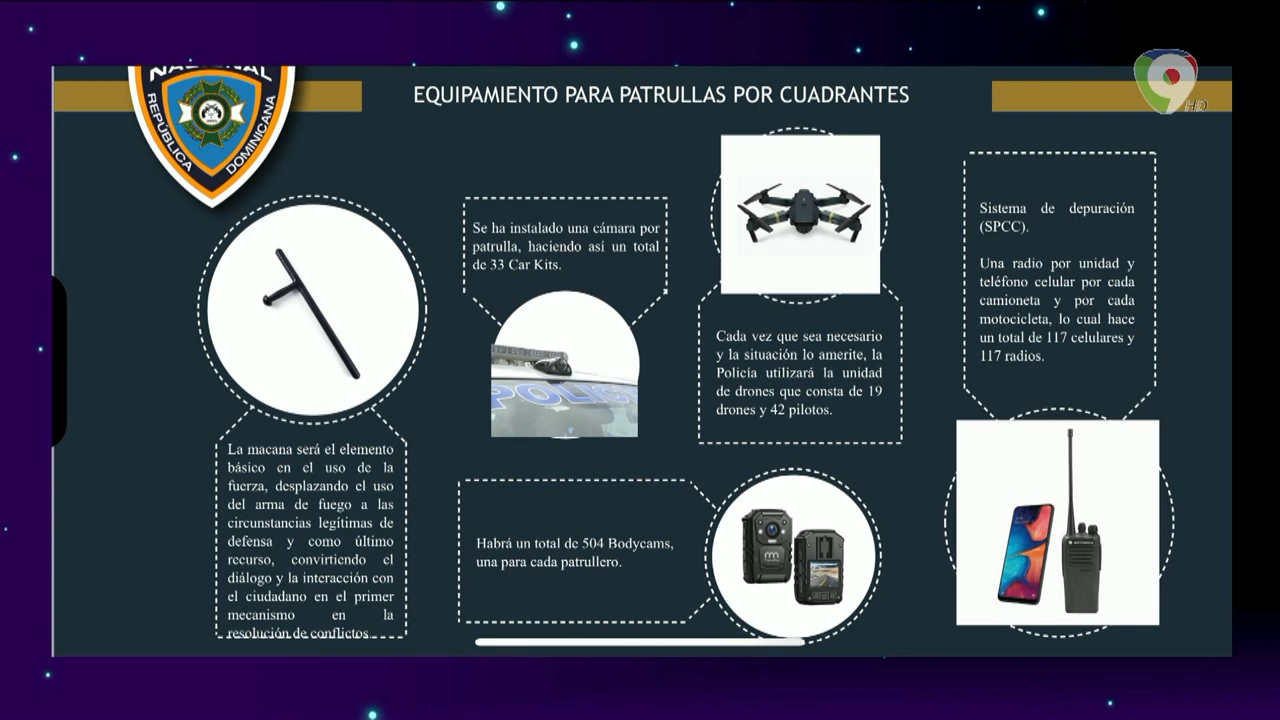 NACIONAL
REPÚBLICA
DOMINICANA
EQUIPAMIENTO PARA PATRULLAS POR CUADRANTES
9
HD
La macana será el elemento
básico en el uso de la
fuerza, desplazando el uso
del arma de fuego a las
circunstancias legítimas de
defensa y como último
recurso, convirtiendo el
diálogo y la interacción con
el ciudadano en el primer
mecanismo en la
resolución de conflictos.
Se ha instalado una cámara por
patrulla, haciendo así un total
de 33 Car Kits.
POLICE
Cada vez que sea necesario
y la situación lo amerite, la
Policía utilizará la unidad
de drones que consta de 19
drones y 42 pilotos.
Habrá un total de 504 Bodycams,
una para cada patrullero.
Sistema de depuración
(SPCC).
Una radio por unidad y
teléfono celular por cada
camioneta y por cada
motocicleta, lo cual hace
un total de 117 celulares y
117 radios.
MOTOROLA